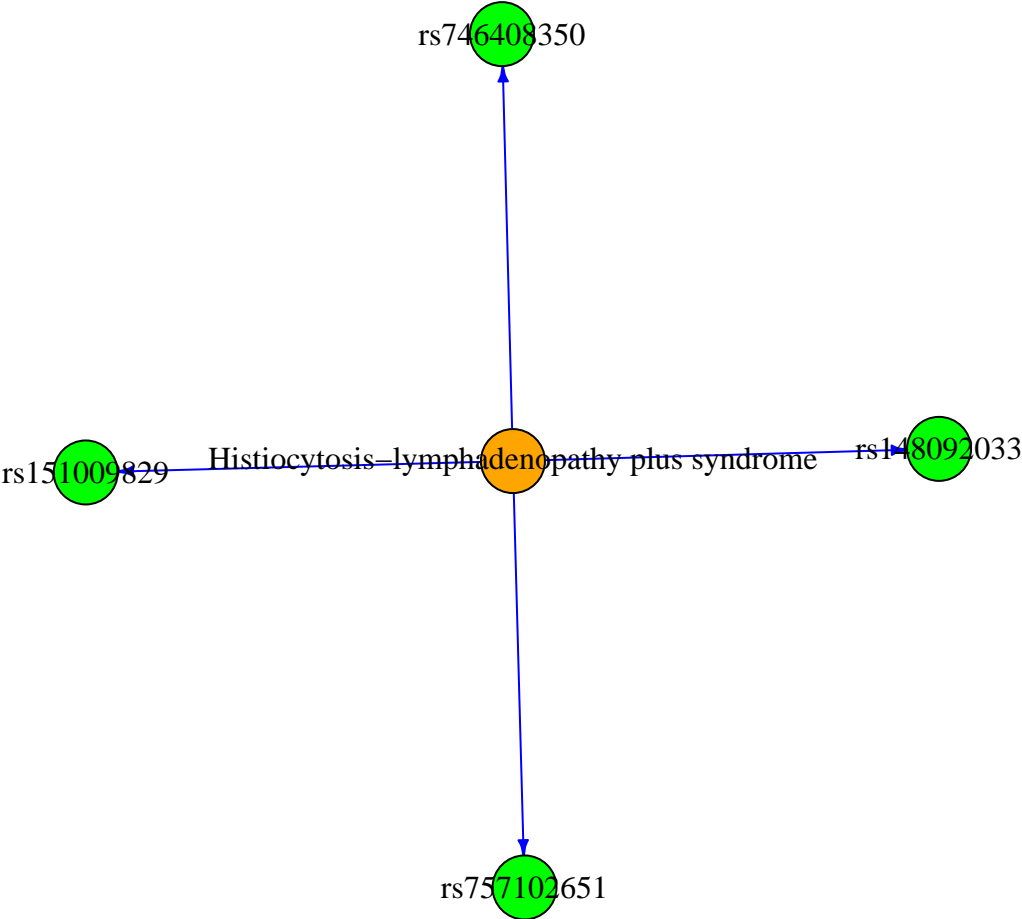 rs746408350
rs148092033
Histiocytosis−lymphadenopathy plus syndrome
rs151009829
rs757102651